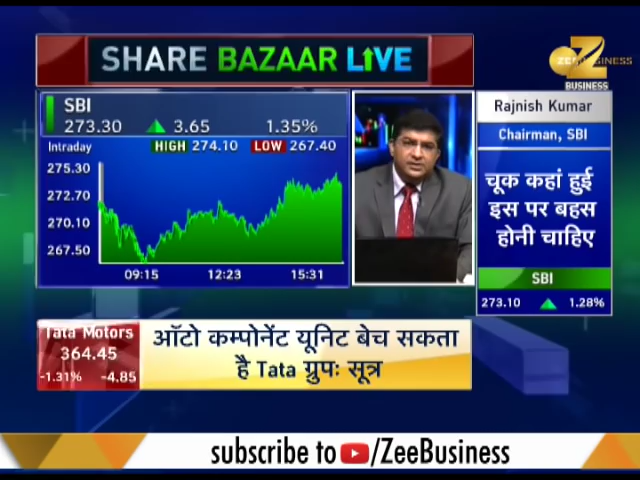 SHARE BAZAAR LIVE
ZEE BUSINESS
BUSINESS
SBI
273.30 3.65 1.35%
Intraday HIGH 274.10 LOW 267.40
275.30
272.70
270.10
267.50
09:15 12:23 15:31
Rajnish Kumar
Chairman, SBI
चूक कहां हुई
इस पर बहस
होनी चाहिए
SBI
273.10 1.28%
Tata Motors
364.45
-1.31% -4.85
ऑटो कम्पोनेंट यूनिट बेच सकता
है Tata ग्रुपः सूत्र
subscribe to /ZeeBusiness